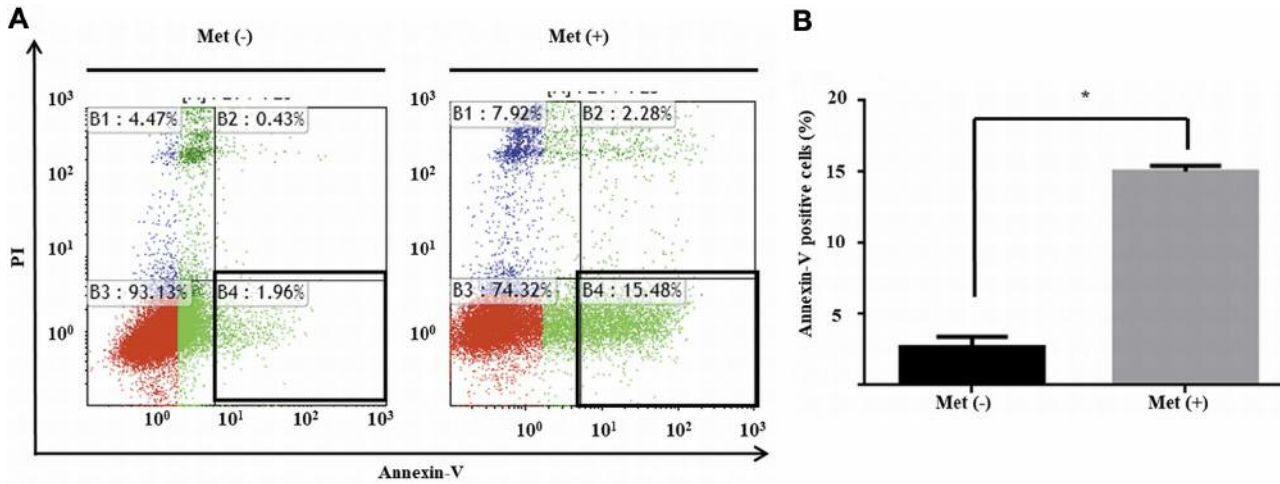 A
Met (-)
Met (+)
B
PI
10³
10²
10¹
10⁰
B1 : 4.47%
B2 : 0.43%
B3 : 93.13%
B4 : 1.96%
10⁰ 10¹ 10² 10³
10³
10²
10¹
10⁰
B1 : 7.92%
B2 : 2.28%
B3 : 74.32%
B4 : 15.48%
10⁰ 10¹ 10² 10³
Annexin-V
Annexin-V positive cells (%)
20
15
10
5
*
Met (-)
Met (+)